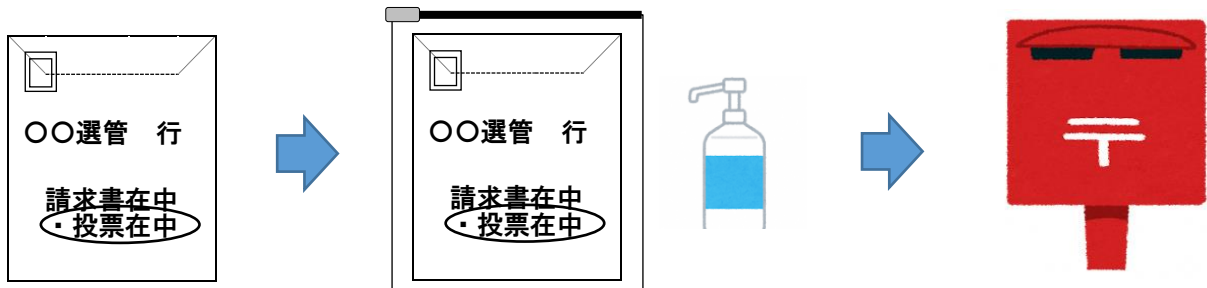 〇〇選管　行
請求書在中
・投票在中
〇〇選管　行
請求書在中
・投票在中
〒